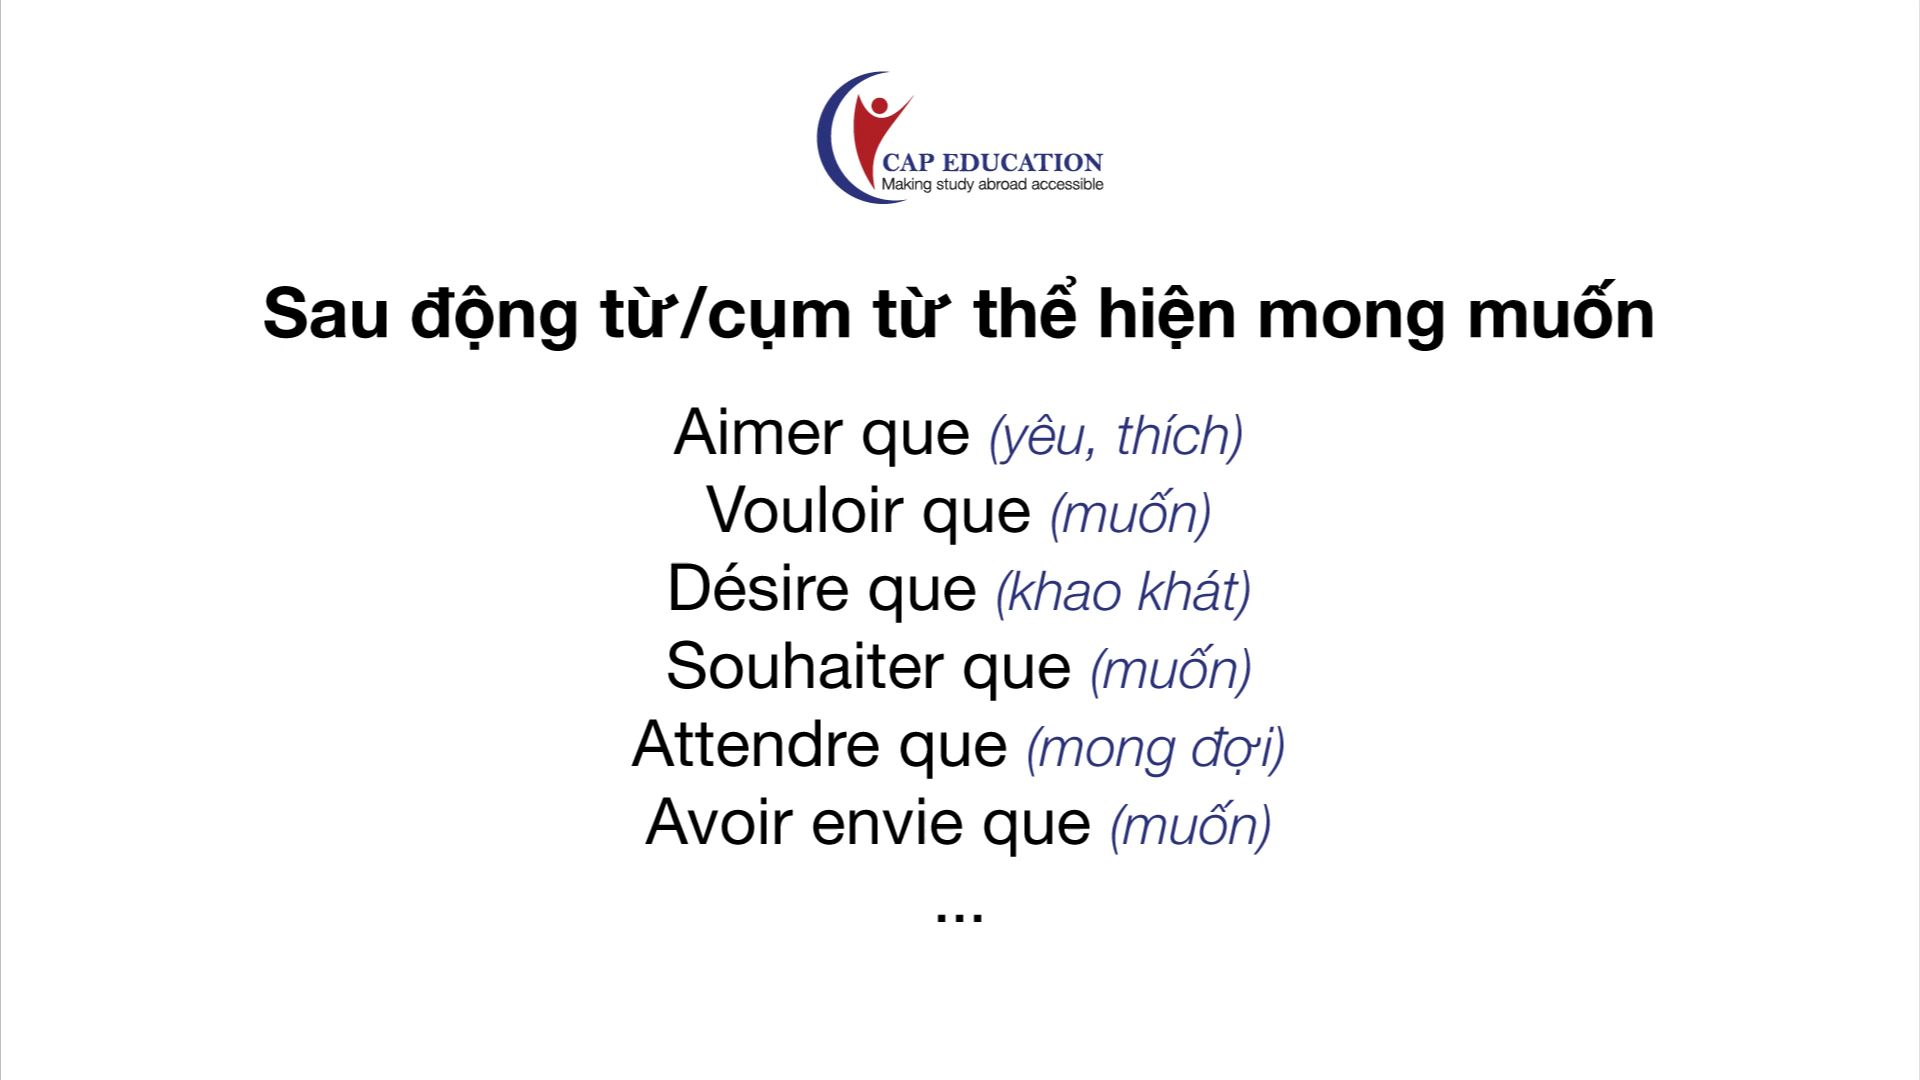 CAP EDUCATION
Making study abroad accessible
Sau động từ/cụm từ thể hiện mong muốn
Aimer que (yêu, thích)
Vouloir que (muốn)
Désire que (khao khát)
Souhaiter que (muốn)
Attendre que (mong đợi)
Avoir envie que (muốn)
...